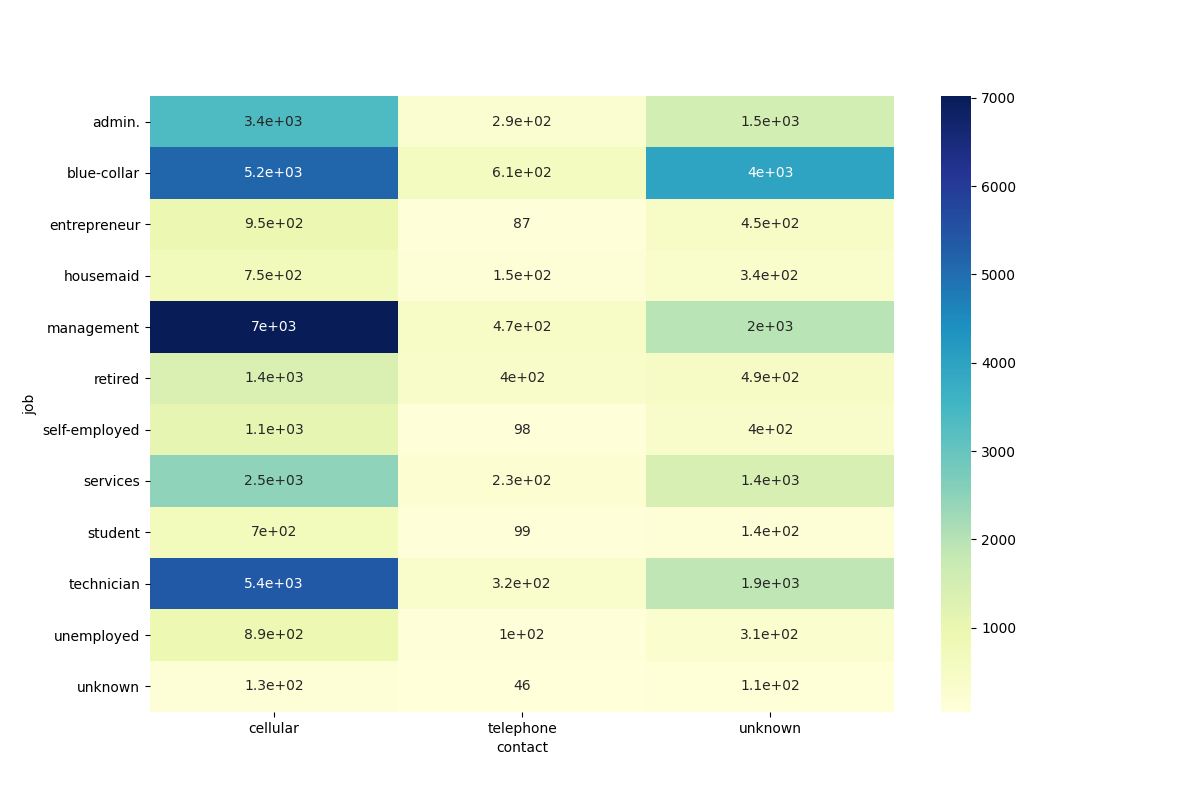 admin. 3.4e+03 2.9e+02 1.5e+03 7000
blue-collar 5.2e+03 6.1e+02 4e+03 6000
entrepreneur 9.5e+02 87 4.5e+02
housemaid 7.5e+02 1.5e+02 3.4e+02 5000
management 7e+03 4.7e+02 2e+03 4000
retired 1.4e+03 4e+02 4.9e+02
job
self-employed 1.1e+03 98 4e+02 3000
services 2.5e+03 2.3e+02 1.4e+03
student 7e+02 99 1.4e+02 2000
technician 5.4e+03 3.2e+02 1.9e+03
unemployed 8.9e+02 1e+02 3.1e+02 1000
unknown 1.3e+02 46 1.1e+02
cellular telephone unknown
contact